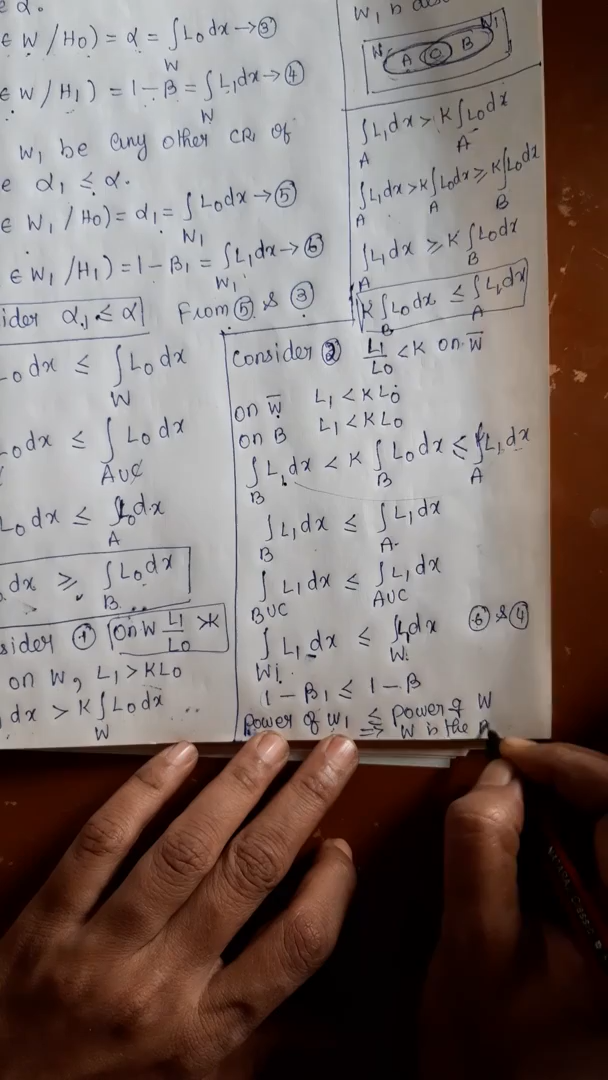 e α.
∈ W/H0) = α = ∫ L0 dx → ③
W
∈ W/H1) = 1 - β = ∫ L1 dx → ④
W
W1 be any other CR of
e α1 ≤ α.
∈ W1/H0) = α1 = ∫ L0 dx → ⑤
W1
∈ W1/H1) = 1 - β1 = ∫ L1 dx → ⑥
W1
sider α1 ≤ α From ⑤ & ③
L0 dx ≤ ∫ L0 dx
W
L0 dx ≤ ∫ L0 dx
A∪C
L0 dx ≤ ∫ L0 dx
A
dx ≥ ∫ L0 dx
B
sider ① On W L1/L0 > K
on W, L1 > KL0
dx > K ∫ L0 dx
W
W1 is
W A C B W1
∫ L1 dx > K ∫ L0 dx
A A
∫ L1 dx > K ∫ L0 dx ≥ K ∫ L0 dx
A A B
∫ L1 dx ≥ K ∫ L0 dx
A B
K ∫ L0 dx ≤ ∫ L1 dx
B A
Consider ② L1/L0 < K on W̅
on W̅ L1 < KL0
on B L1 < KL0
∫ L1 dx < K ∫ L0 dx ≤ ∫ L1 dx
B B A
∫ L1 dx ≤ ∫ L1 dx
B A
∫ L1 dx ≤ ∫ L1 dx
B∪C A∪C
∫ L1 dx ≤ ∫ L1 dx ⑥ & ④
W1 W
1 - β1 ≤ 1 - β
Power of W1 ≤ Power of W
⇒ W is the